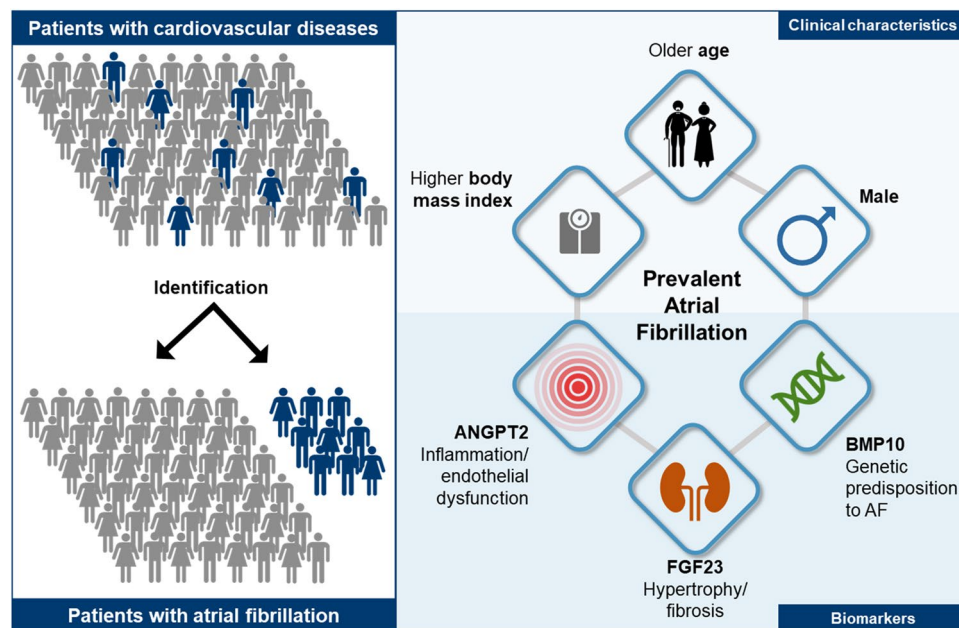 Patients with cardiovascular diseases
Identification
Patients with atrial fibrillation
Clinical characteristics
Older age
Higher body
mass index
Male
Prevalent
Atrial
Fibrillation
ANGPT2
Inflammation/
endothelial
dysfunction
BMP10
Genetic
predisposition
to AF
FGF23
Hypertrophy/
fibrosis
Biomarkers